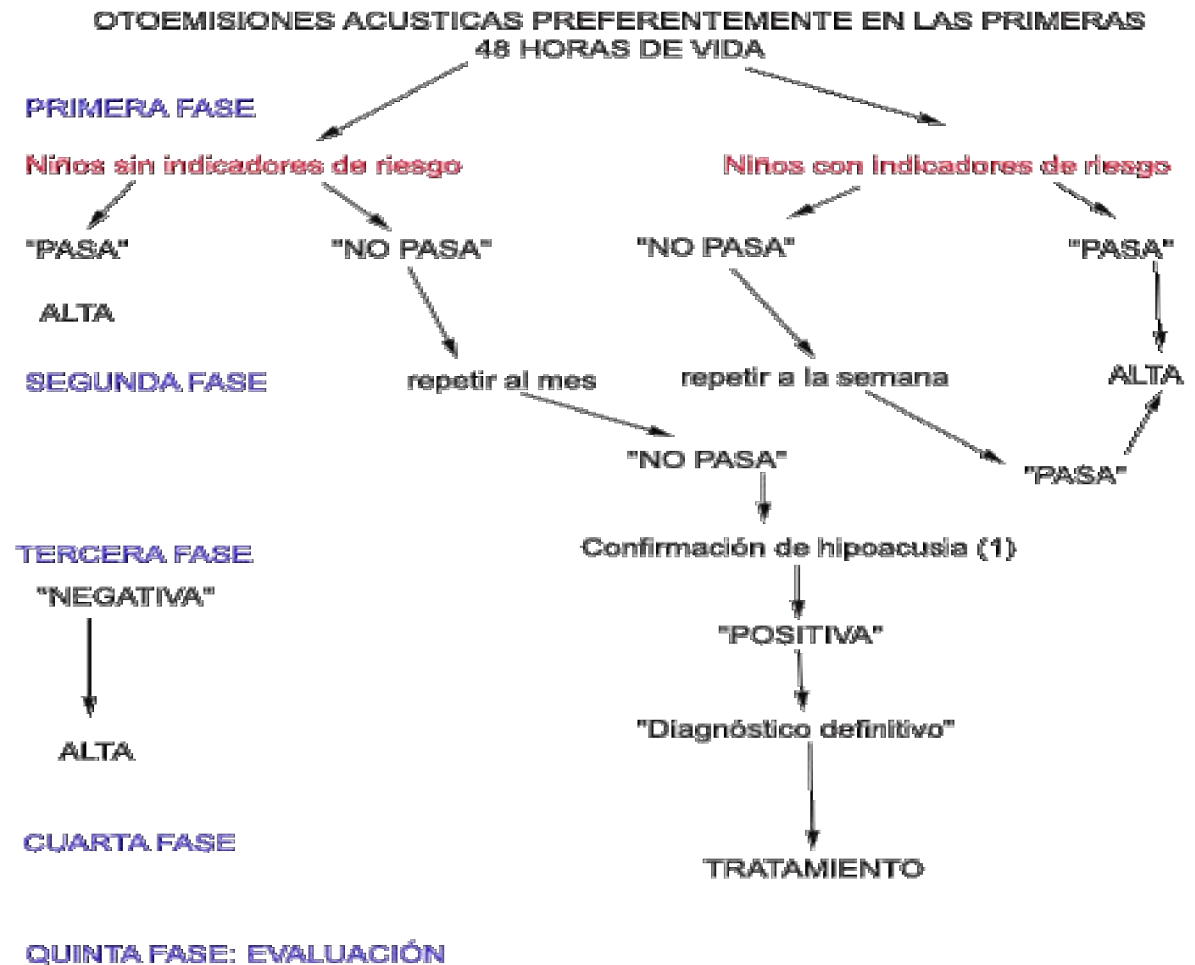 OTOEMISIONES ACUSTICAS PREFERENTEMENTE EN LAS PRIMERAS
48 HORAS DE VIDA
PRIMERA FASE
Niños sin indicadores de riesgo
Niños con indicadores de riesgo
"PASA"
"NO PASA"
"NO PASA"
"PASA"
ALTA
SEGUNDA FASE
repetir al mes
repetir a la semana
ALTA
"NO PASA"
"PASA"
TERCERA FASE
Confirmación de hipoacusia (1)
"NEGATIVA"
"POSITIVA"
"Diagnóstico definitivo"
ALTA
CUARTA FASE
TRATAMIENTO
QUINTA FASE: EVALUACIÓN